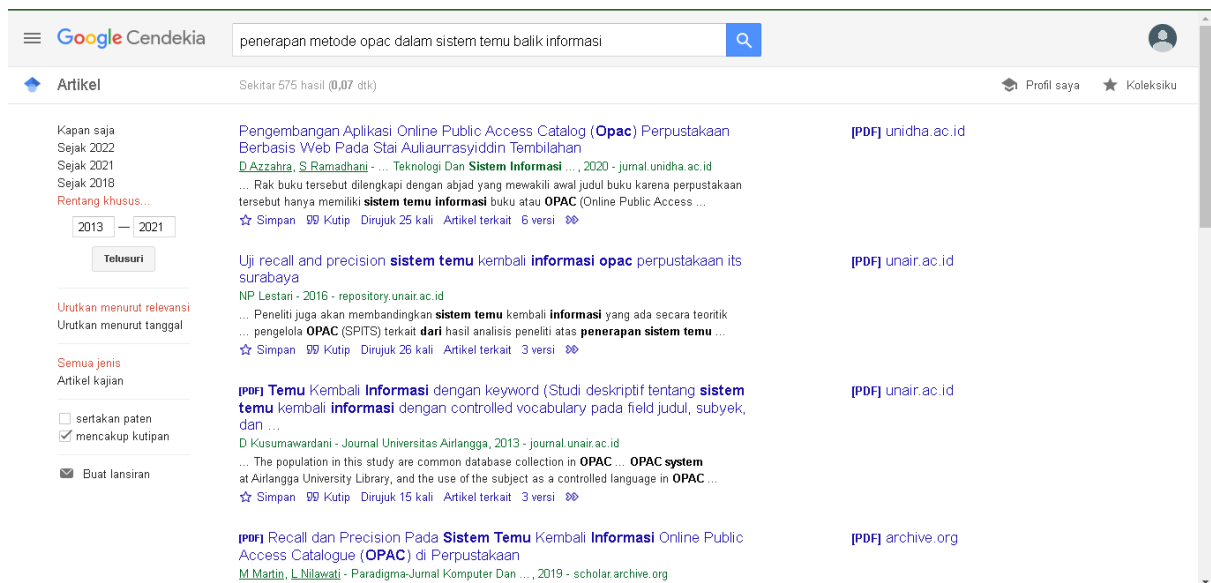 Google Cendekia
penerapan metode opac dalam sistem temu balik informasi
Artikel
Sekitar 575 hasil (0,07 dtk)
Profil saya
Koleksiku
Kapan saja
Sejak 2022
Sejak 2021
Sejak 2018
Rentang khusus...
2013 — 2021
Telusuri
Urutkan menurut relevansi
Urutkan menurut tanggal
Semua jenis
Artikel kajian
sertakan paten
mencakup kutipan
Buat lansiran
Pengembangan Aplikasi Online Public Access Catalog (Opac) Perpustakaan
Berbasis Web Pada Stai Auliaurrasyiddin Tembilahan
D Azzahra, S Ramadhani - ... Teknologi Dan Sistem Informasi ..., 2020 - jurnal.unidha.ac.id
... Rak buku tersebut dilengkapi dengan abjad yang mewakili awal judul buku karena perpustakaan
tersebut hanya memiliki sistem temu informasi buku atau OPAC (Online Public Access ...
Simpan Kutip Dirujuk 25 kali Artikel terkait 6 versi
[PDF] unidha.ac.id
Uji recall and precision sistem temu kembali informasi opac perpustakaan its
surabaya
NP Lestari - 2016 - repository.unair.ac.id
... Peneliti juga akan membandingkan sistem temu kembali informasi yang ada secara teoritik
... pengelola OPAC (SPITS) terkait dari hasil analisis peneliti atas penerapan sistem temu ...
Simpan Kutip Dirujuk 26 kali Artikel terkait 3 versi
[PDF] unair.ac.id
[PDF] Temu Kembali Informasi dengan keyword (Studi deskriptif tentang sistem
temu kembali informasi dengan controlled vocabulary pada field judul, subyek,
dan ...
D Kusumawardani - Journal Universitas Airlangga, 2013 - journal.unair.ac.id
... The population in this study are common database collection in OPAC ... OPAC system
at Airlangga University Library, and the use of the subject as a controlled language in OPAC ...
Simpan Kutip Dirujuk 15 kali Artikel terkait 3 versi
[PDF] unair.ac.id
[PDF] Recall dan Precision Pada Sistem Temu Kembali Informasi Online Public
Access Catalogue (OPAC) di Perpustakaan
M Martin, L Nilawati - Paradigma-Jurnal Komputer Dan ..., 2019 - scholar.archive.org
[PDF] archive.org